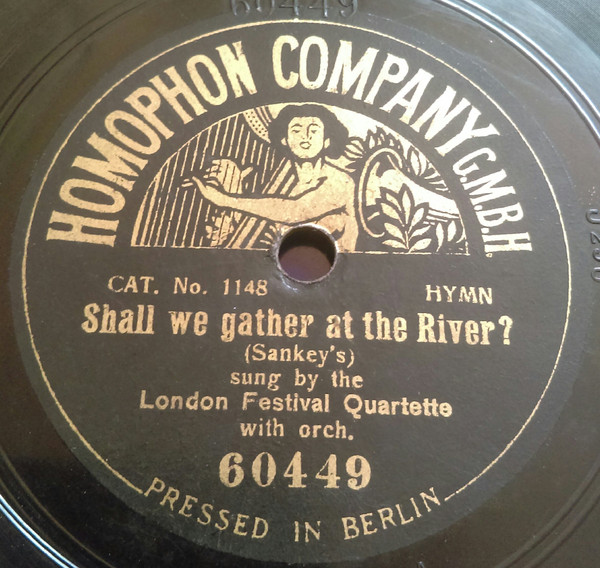 60449
HOMOPHON COMPANY G.M.B.H.
CAT. No. 1148 HYMN
Shall we gather at the River?
(Sankey's)
sung by the
London Festival Quartette
with orch.
60449
PRESSED IN BERLIN